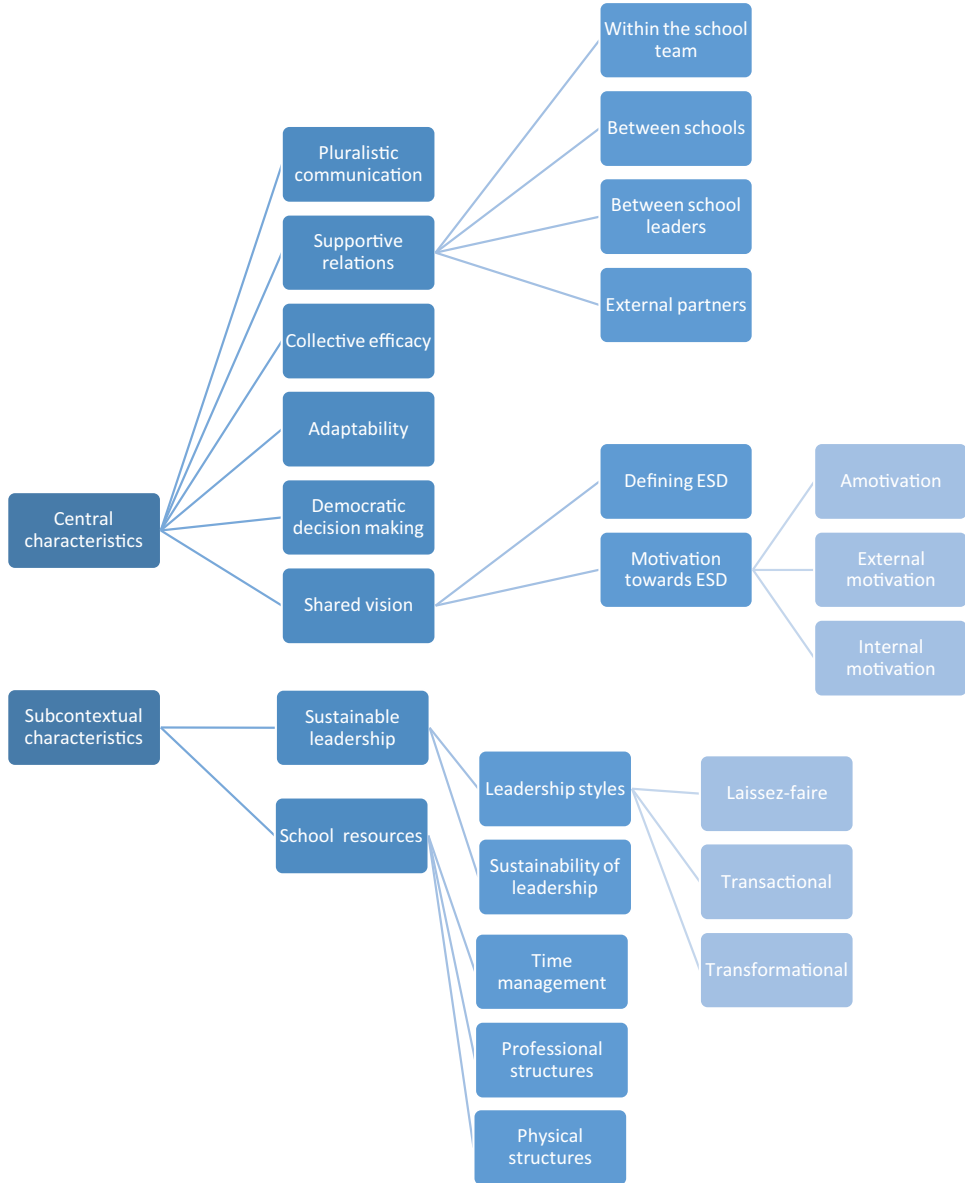 Within the school
team
Between schools
Pluralistic
communication
Between school
leaders
Supportive
relations
External partners
Collective efficacy
Adaptability
Defining ESD
Amotivation
Central
characteristics
Democratic
decision making
Motivation
towards ESD
External
motivation
Shared vision
Internal
motivation
Subcontextual
characteristics
Sustainable
leadership
Leadership styles
Laissez-faire
School resources
Sustainability of
leadership
Transactional
Time
management
Transformational
Professional
structures
Physical
structures